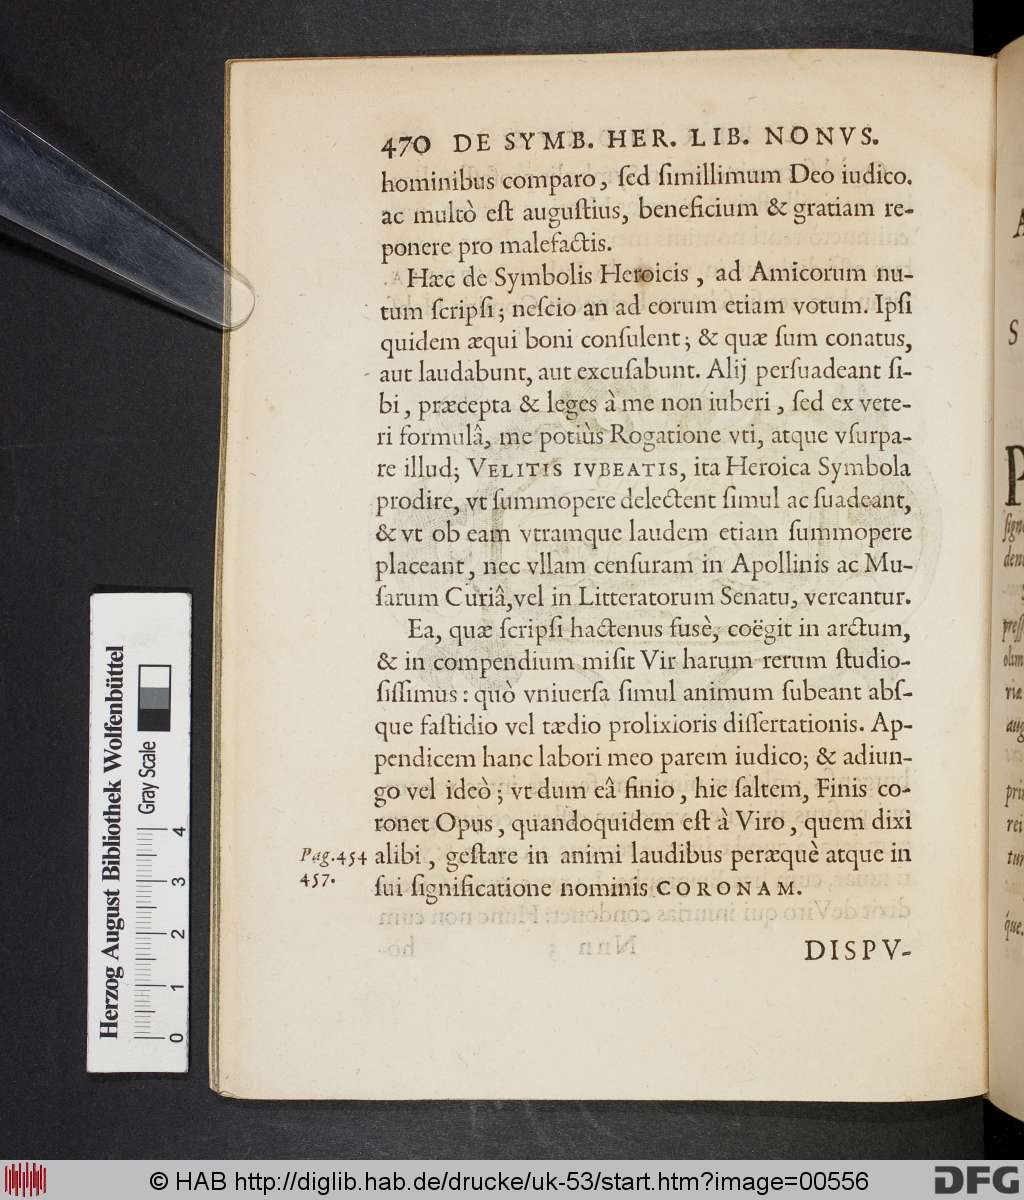 470 DE SYMB. HER. LIB. NONVS.
hominibus comparo, ſed ſimillimum Deo iudico.
ac multò eſt auguſtius, beneficium & gratiam re-
ponere pro malefactis.
Hæc de Symbolis Heroicis, ad Amicorum nu-
tum ſcripſi; neſcio an ad eorum etiam votum. Ipſi
quidem æqui boni conſulent; & quæ ſum conatus,
aut laudabunt, aut excuſabunt. Alij perſuadeant ſi-
bi, præcepta & leges à me non iuberi, ſed ex vete-
ri formulâ, me potiùs Rogatione vti, atque vſurpa-
re illud; VELITIS IVBEATIS, ita Heroica Symbola
prodire, vt ſummopere delectent ſimul ac ſuadeant,
& vt ob eam vtramque laudem etiam ſummopere
placeant, nec vllam cenſuram in Apollinis ac Mu-
ſarum Curiâ, vel in Litteratorum Senatu, vereantur.
Ea, quæ ſcripſi hactenus fusè, coëgit in arctum,
& in compendium miſit Vir harum rerum ſtudio-
ſiſſimus: quò vniuerſa ſimul animum ſubeant abſ-
que faſtidio vel tædio prolixioris diſſertationis. Ap-
pendicem hanc labori meo parem iudico; & adiun-
go vel ideò; vt dum eâ finio, hic ſaltem, Finis co-
ronet Opus, quandoquidem eſt à Viro, quem dixi
Pag. 454 alibi, geſtare in animi laudibus peræquè atque in
457. ſui ſignificatione nominis CORONAM.
DISPV-
Herzog August Bibliothek Wolfenbüttel
Gray Scale
0 1 2 3 4
© HAB http://diglib.hab.de/drucke/uk-53/start.htm?image=00556
DFG